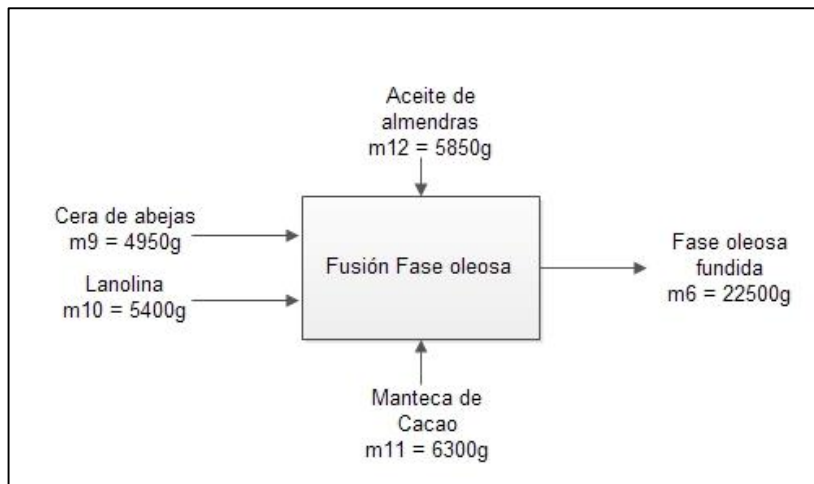 Aceite de
almendras
m12 = 5850g
Cera de abejas
m9 = 4950g
Lanolina
m10 = 5400g
Fusión Fase oleosa
Fase oleosa
fundida
m6 = 22500g
Manteca de
Cacao
m11 = 6300g